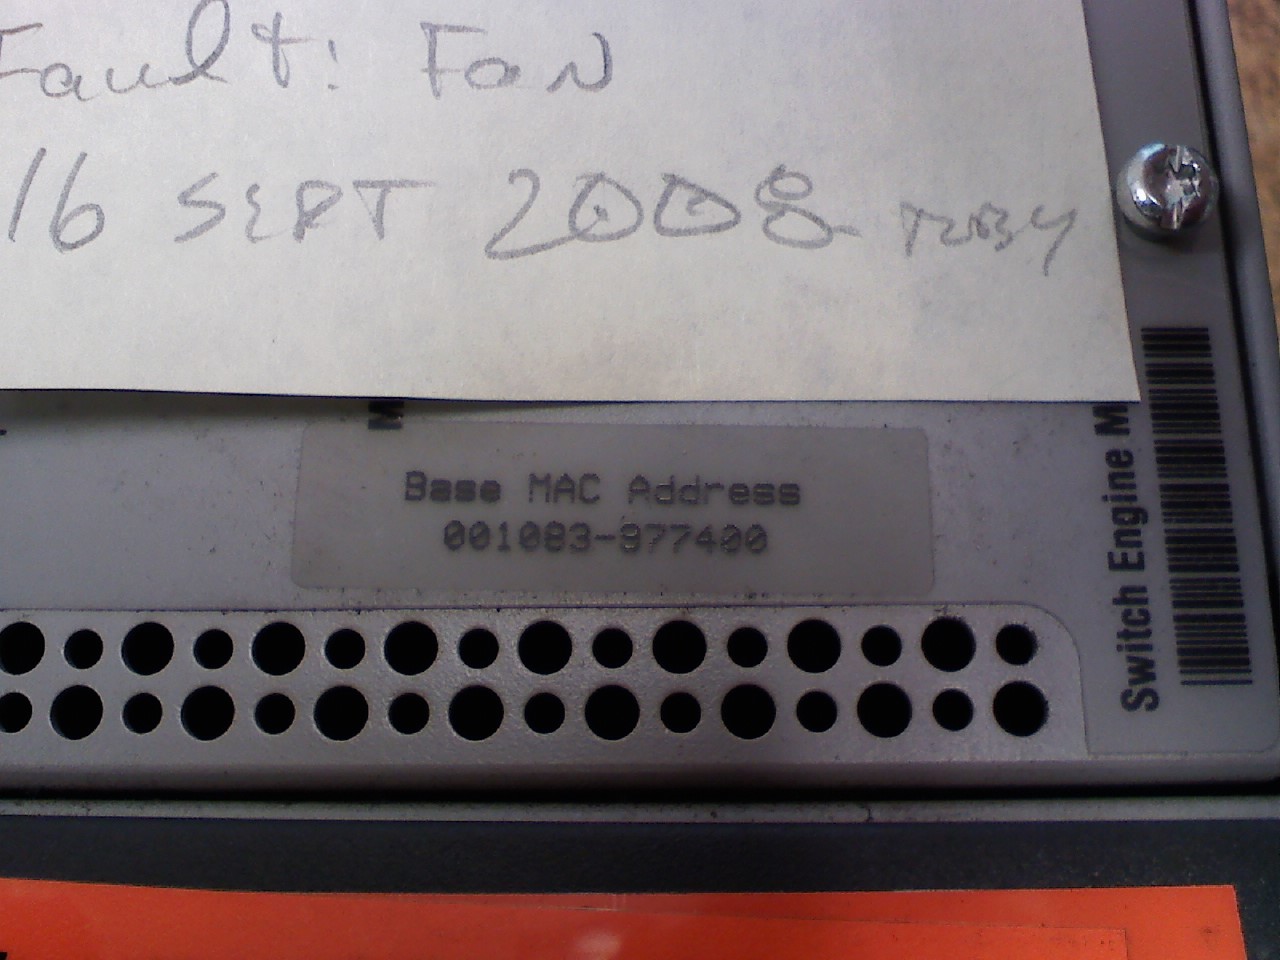 Fault: Fan
16 SEPT 2008
Base MAC Address
001083-977400
Switch Engine M